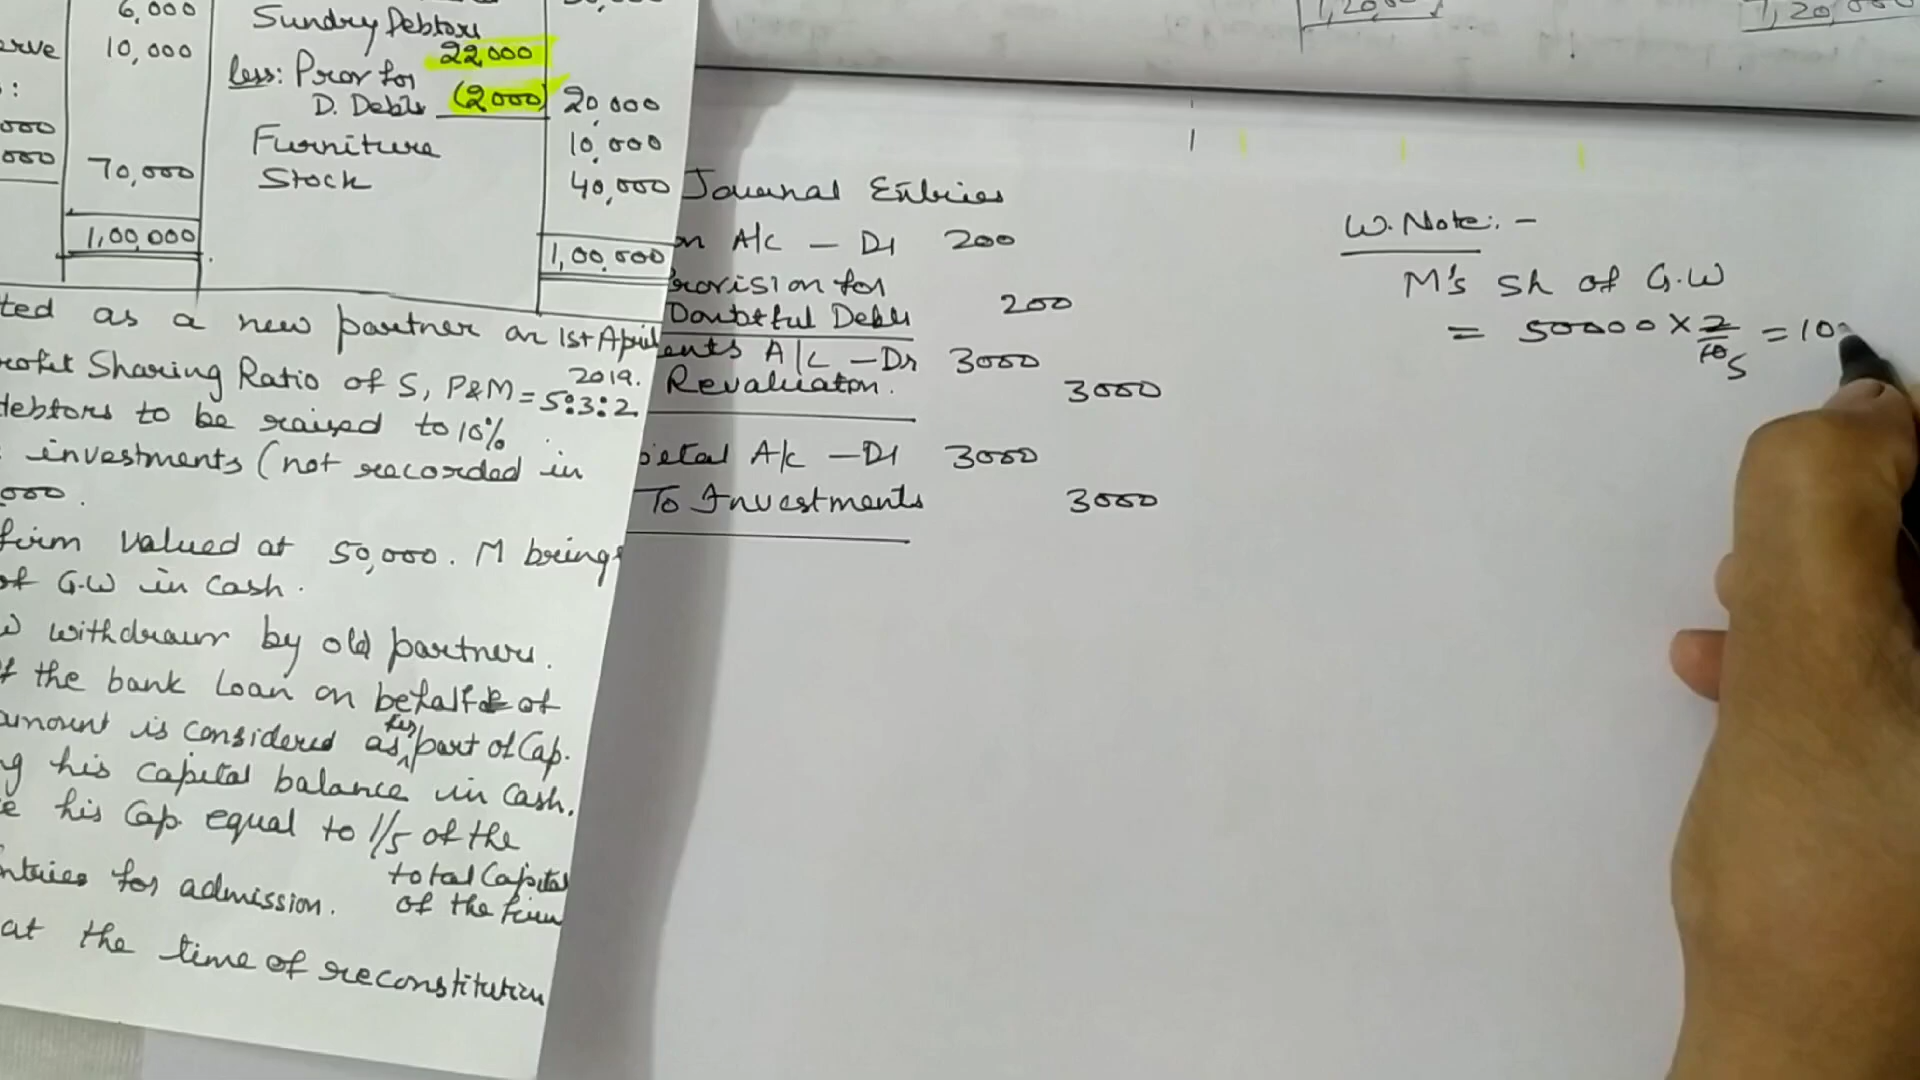 6,000
Sundry Debtors
10,000
22,000
less: Prov for
D. Debts (2000) 20,000
Furniture 10,000
70,000 Stock 40,000
1,00,000
1,00,000
as a new partner on 1st April
2019.
Sharing Ratio of S, P&M = 5:3:2
debtors to be raised to 10%
investments (not recorded in
firm valued at 50,000. M brings
of G.W in cash.
withdrawn by old partners.
the bank loan on behalf of
amount is considered as his part of Cap.
his capital balance in cash.
his Cap. equal to 1/5 of the
total Capital
for admission. of the firm
at the time of reconstitution
Journal Entries
A/c - Dr 200
Provision for
Doubtful Debts 200
A/c - Dr 3000
Revaluaton. 3000
A/c - Dr 3000
To Investments 3000
W. Note: -
M's Sh of G.W
= 50000 × 2/10 5 = 10